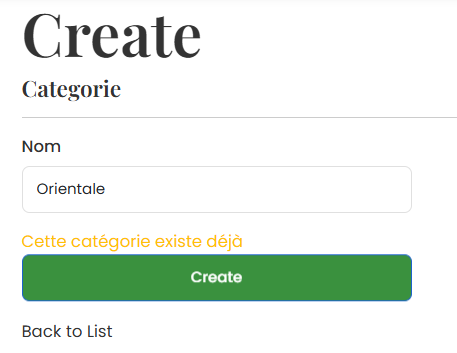 Create
Categorie
Nom
Orientale
Cette catégorie existe déjà
Create
Back to List